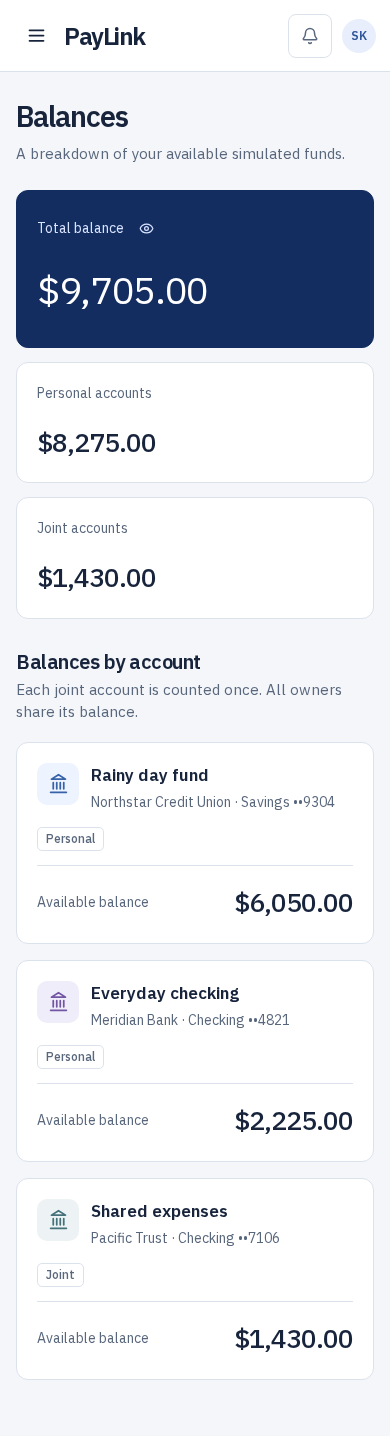 PayLink
SK
Balances
A breakdown of your available simulated funds.
Total balance
$9,705.00
Personal accounts
$8,275.00
Joint accounts
$1,430.00
Balances by account
Each joint account is counted once. All owners
share its balance.
Rainy day fund
Northstar Credit Union · Savings ••9304
Personal
Available balance $6,050.00
Everyday checking
Meridian Bank · Checking ••4821
Personal
Available balance $2,225.00
Shared expenses
Pacific Trust · Checking ••7106
Joint
Available balance $1,430.00